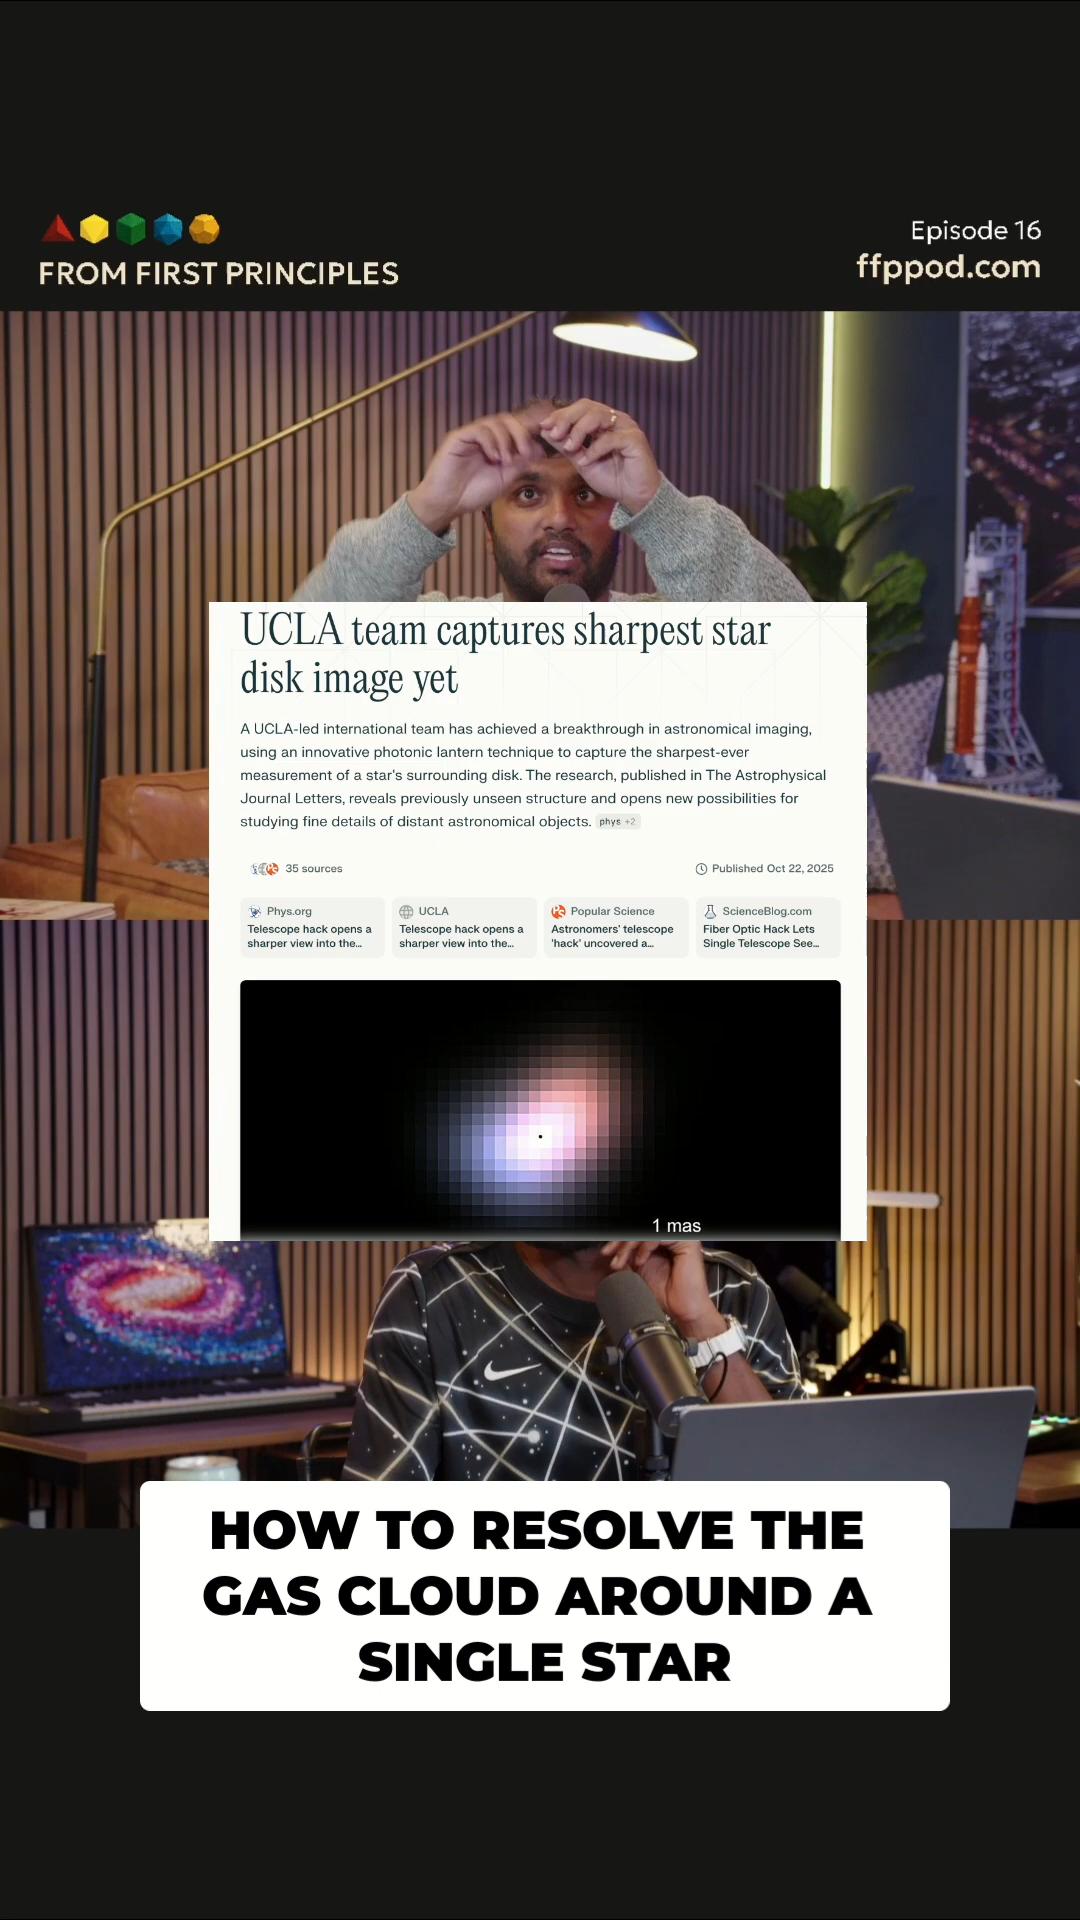 FROM FIRST PRINCIPLES
Episode 16
ffppod.com
UCLA team captures sharpest star
disk image yet
A UCLA-led international team has achieved a breakthrough in astronomical imaging,
using an innovative photonic lantern technique to capture the sharpest-ever
measurement of a star's surrounding disk. The research, published in The Astrophysical
Journal Letters, reveals previously unseen structure and opens new possibilities for
studying fine details of distant astronomical objects. phys +2
35 sources
Published Oct 22, 2025
Phys.org
Telescope hack opens a
sharper view into the...
UCLA
Telescope hack opens a
sharper view into the...
Popular Science
Astronomers' telescope
'hack' uncovered a...
ScienceBlog.com
Fiber Optic Hack Lets
Single Telescope See...
1 mas
HOW TO RESOLVE THE
GAS CLOUD AROUND A
SINGLE STAR